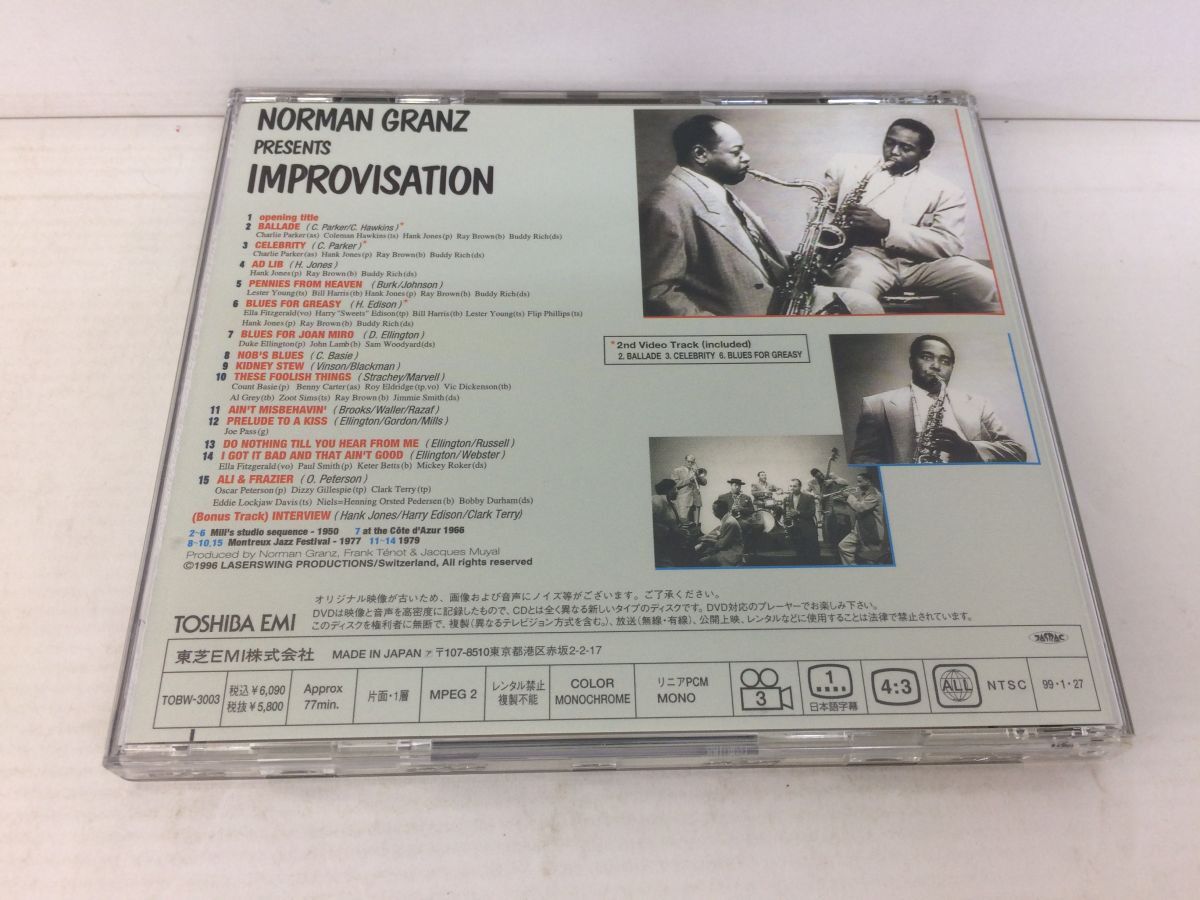 NORMAN GRANZ
PRESENTS
IMPROVISATION
1 opening title
2 BALLADE (C. Parker/C. Hawkins)*
Charlie Parker(as) Coleman Hawkins(ts) Hank Jones(p) Ray Brown(b) Buddy Rich(ds)
3 CELEBRITY (C. Parker)*
Charlie Parker(as) Hank Jones(p) Ray Brown(b) Buddy Rich(ds)
4 AD LIB (H. Jones)
Hank Jones(p) Ray Brown(b) Buddy Rich(ds)
5 PENNIES FROM HEAVEN (Burk/Johnson)
Lester Young(ts) Bill Harris(tb) Hank Jones(p) Ray Brown(b) Buddy Rich(ds)
6 BLUES FOR GREASY (H. Edison)*
Ella Fitzgerald(vo) Harry "Sweets" Edison(tp) Bill Harris(tb) Lester Young(ts) Flip Phillips(ts)
Hank Jones(p) Ray Brown(b) Buddy Rich(ds)
7 BLUES FOR JOAN MIRO (D. Ellington)
Duke Ellington(p) John Lamb(b) Sam Woodyard(ds)
8 NOB'S BLUES (C. Basie)
9 KIDNEY STEW (Vinson/Blackman)
10 THESE FOOLISH THINGS (Strachey/Marvell)
Count Basie(p) Benny Carter(as) Roy Eldridge(tp,vo) Vic Dickenson(tb)
Al Grey(tb) Zoot Sims(ts) Ray Brown(b) Jimmie Smith(ds)
11 AIN'T MISBEHAVIN' (Brooks/Waller/Razaf)
12 PRELUDE TO A KISS (Ellington/Gordon/Mills)
Joe Pass(g)
13 DO NOTHING TILL YOU HEAR FROM ME (Ellington/Russell)
14 I GOT IT BAD AND THAT AIN'T GOOD (Ellington/Webster)
Ella Fitzgerald(vo) Paul Smith(p) Keter Betts(b) Mickey Roker(ds)
15 ALI & FRAZIER (O. Peterson)
Oscar Peterson(p) Dizzy Gillespie(tp) Clark Terry(tp)
Eddie Lockjaw Davis(ts) Niels=Henning Orsted Pedersen(b) Bobby Durham(ds)
(Bonus Track) INTERVIEW (Hank Jones/Harry Edison/Clark Terry)
2~6 Mill's studio sequence - 1950 7 at the Côte d'Azur 1966
8~10,15 Montreux Jazz Festival - 1977 11~14 1979
Produced by Norman Granz, Frank Ténot & Jacques Muyal
©1996 LASERSWING PRODUCTIONS/Switzerland, All rights reserved
*2nd Video Track (included)
2. BALLADE 3. CELEBRITY 6. BLUES FOR GREASY
オリジナル映像が古いため、画像および音声にノイズ等がございます。ご了承ください。
DVDは映像と音声を高密度に記録したもので、CDとは全く異なる新しいタイプのディスクです。DVD対応のプレーヤーでお楽しみ下さい。
このディスクを権利者に無断で、複製(異なるテレビジョン方式を含む。)、放送(無線・有線)、公開上映、レンタルなどに使用することは法律で禁止されています。
TOSHIBA EMI
東芝EMI株式会社 MADE IN JAPAN ㋐〒107-8510東京都港区赤坂2-2-17
JASRAC
TOBW-3003
税込¥6,090
税抜¥5,800
Approx
77min.
片面・1層
MPEG 2
レンタル禁止
複製不能
COLOR
MONOCHROME
リニアPCM
MONO
3
1
日本語字幕
4:3
ALL
NTSC
99・1・27